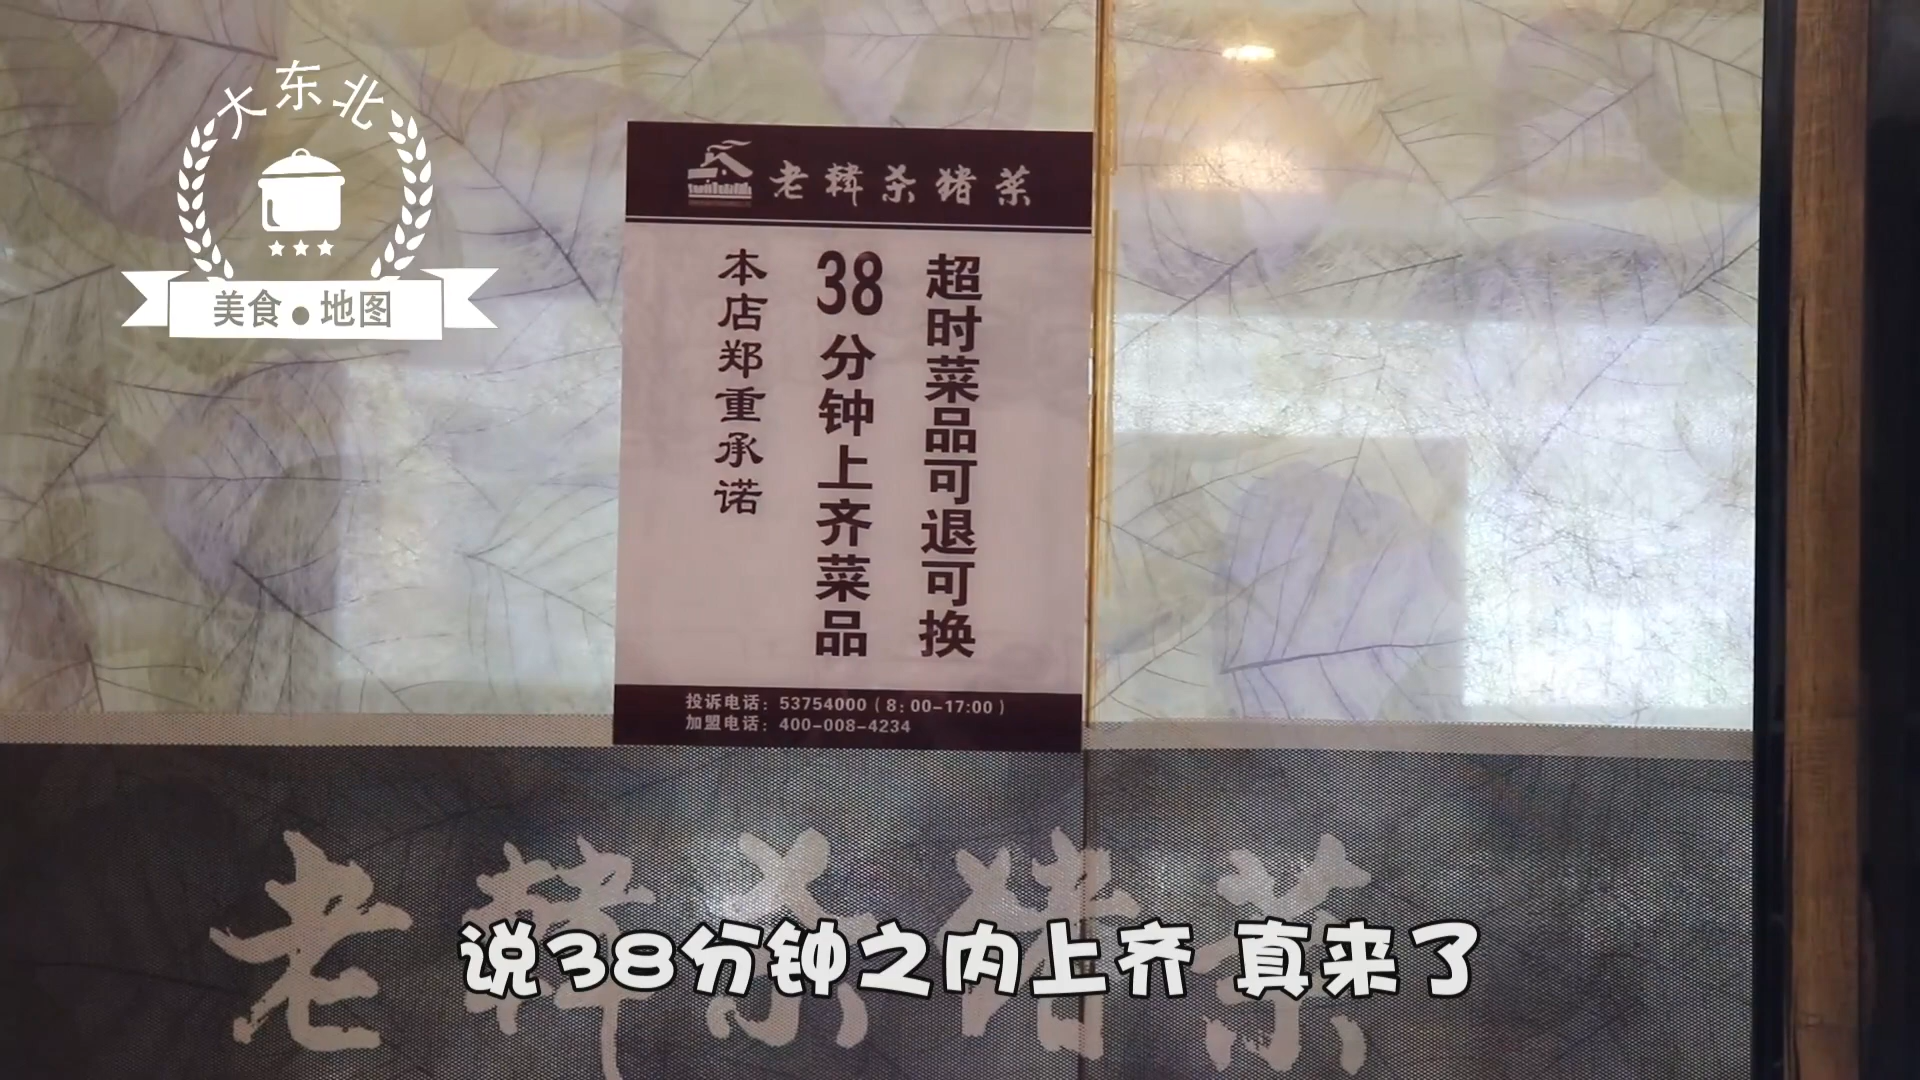 大东北
美食·地图
老韩杀猪菜
本店郑重承诺
38分钟上齐菜品
超时菜品可退可换
投诉电话：53754000（8：00-17:00）
加盟电话：400-008-4234
老韩杀猪菜
说38分钟之内上齐 真来了